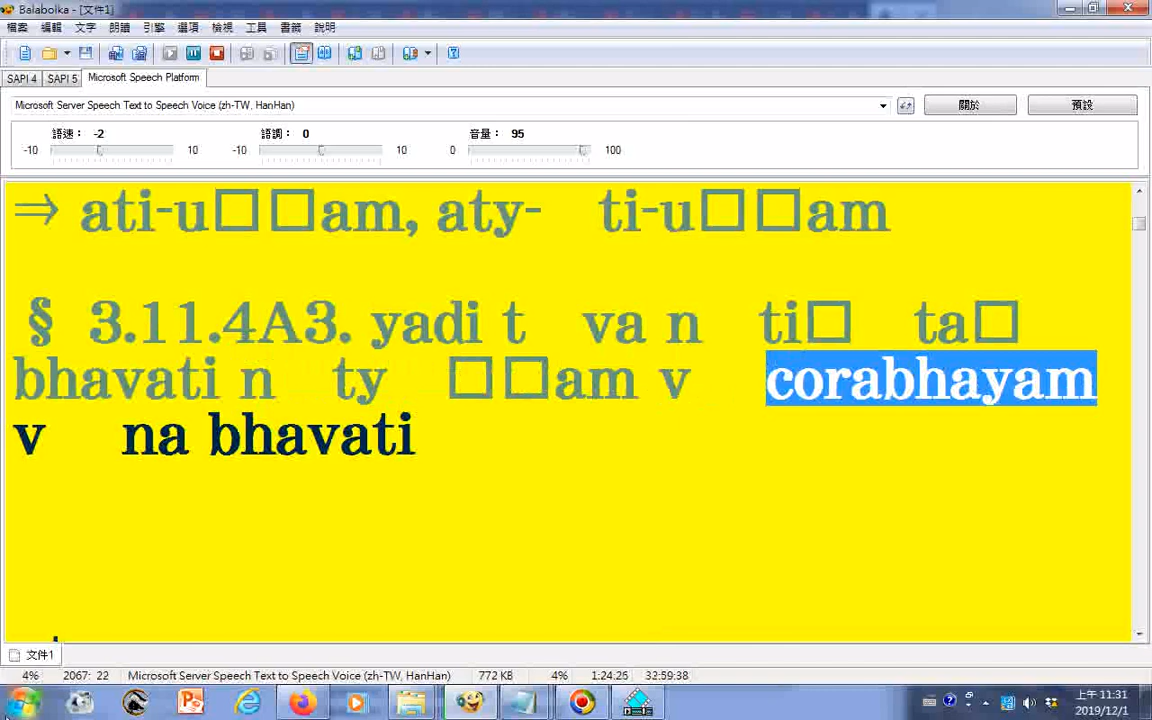 Balabolka - [文件1]
檔案 編輯 文字 朗讀 引擎 選項 檢視 工具 書籤 說明
SAPI 4 SAPI 5 Microsoft Speech Platform
Microsoft Server Speech Text to Speech Voice (zh-TW, HanHan) 關於 預設
語速： -2 語調： 0 音量： 95
-10 10 -10 10 0 100
⇒ ati-u□□am, aty- ti-u□□am
§ 3.11.4A3. yadi t va n ti□ ta□
bhavati n ty □□am v corabhayam
v na bhavati
文件1
4% 2067: 22 Microsoft Server Speech Text to Speech Voice (zh-TW, HanHan) 772 KB 4% 1:24:25 32:59:38
上午 11:31
2019/12/1